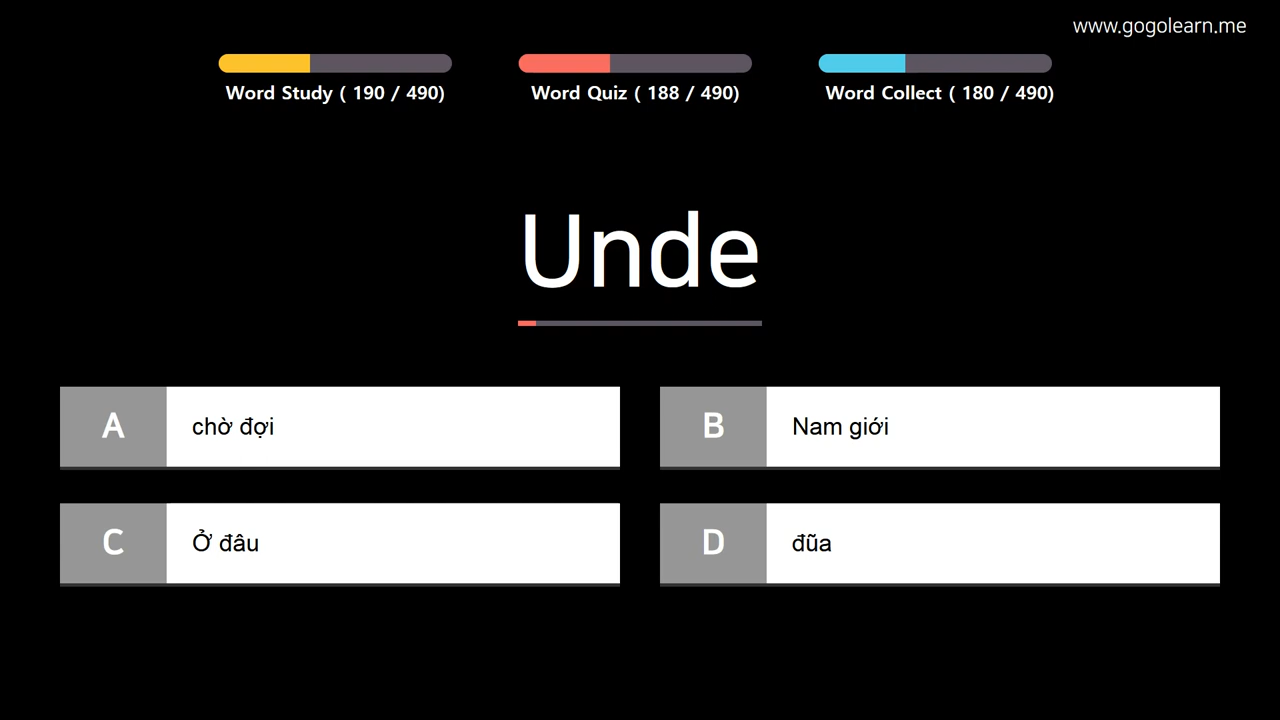 www.gogolearn.me
Word Study ( 190 / 490)
Word Quiz ( 188 / 490)
Word Collect ( 180 / 490)
Unde
A
chờ đợi
B
Nam giới
C
Ở đâu
D
đũa